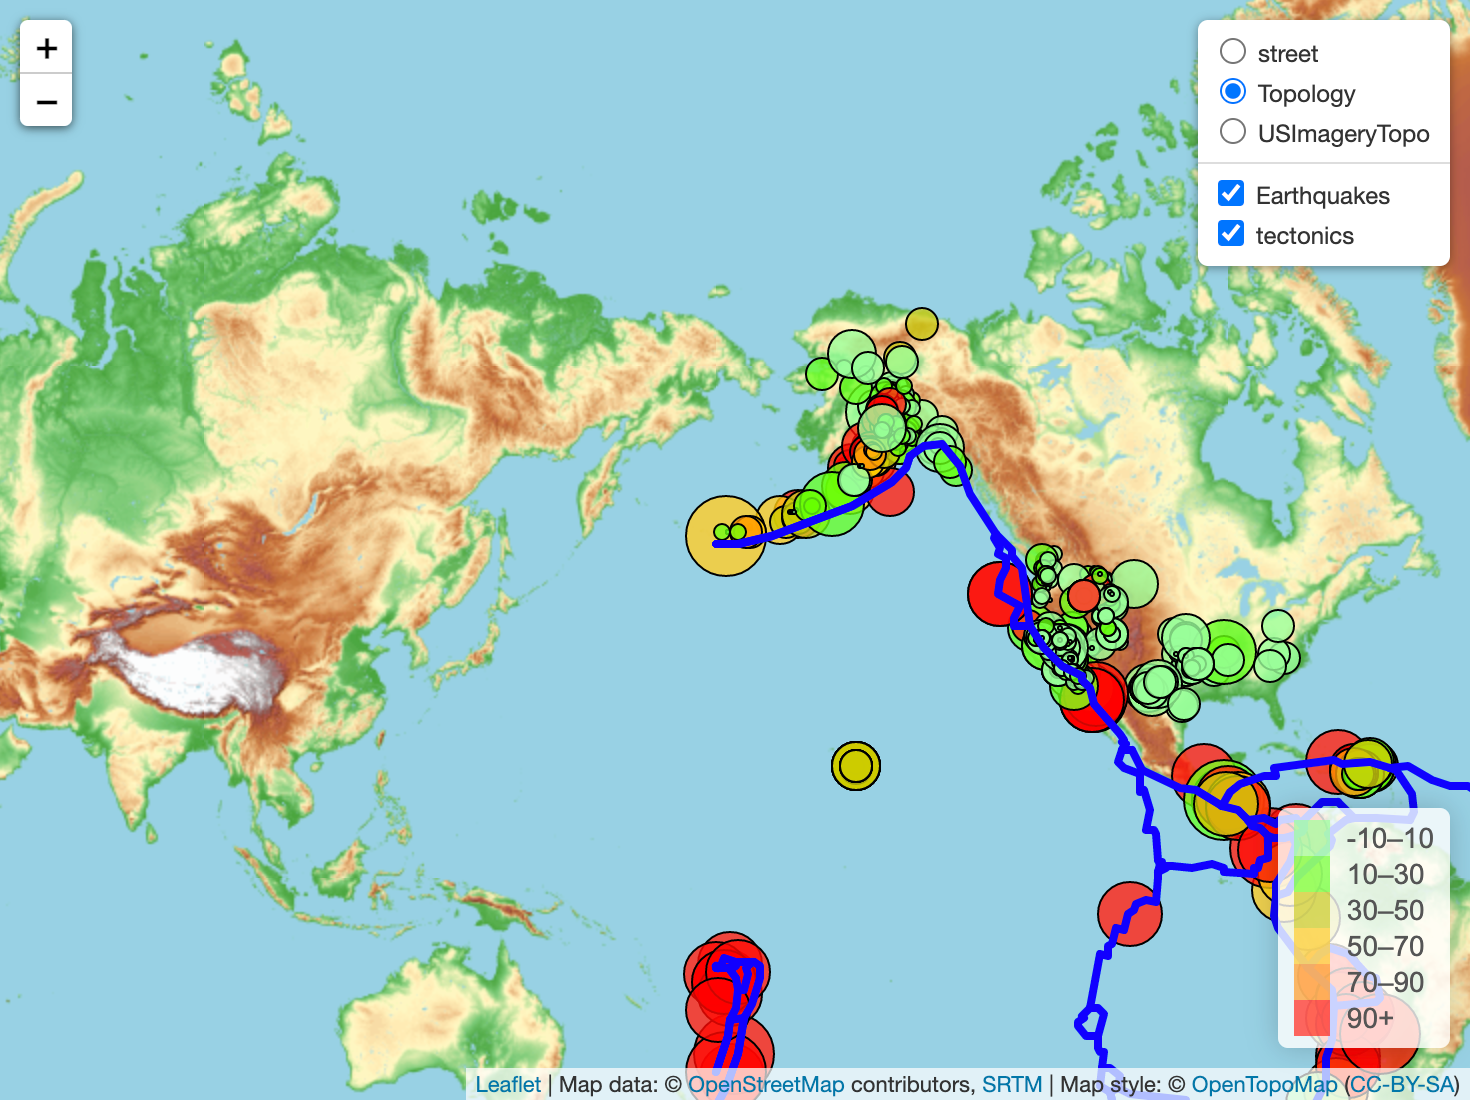 +
−
street
Topology
USImageryTopo
Earthquakes
tectonics
-10–10
10–30
30–50
50–70
70–90
90+
Leaflet | Map data: © OpenStreetMap contributors, SRTM | Map style: © OpenTopoMap (CC-BY-SA)